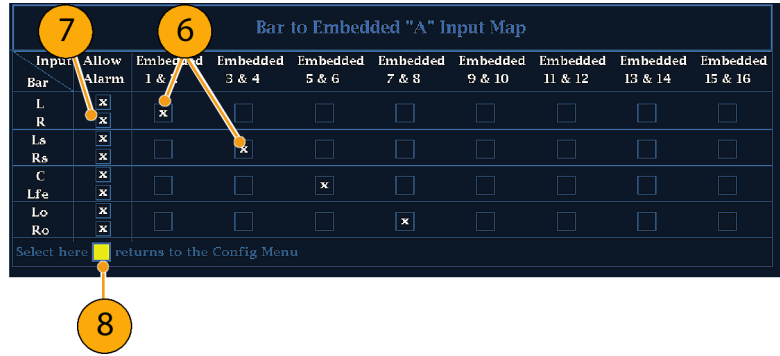 Bar to Embedded "A" Input Map
7
6
Input Allow Embedded Embedded Embedded Embedded Embedded Embedded Embedded Embedded
Bar Alarm 1 & 2 3 & 4 5 & 6 7 & 8 9 & 10 11 & 12 13 & 14 15 & 16
L x
R x x
Ls x
Rs x x
C x
Lfe x x
Lo x
Ro x x
Select here returns to the Config Menu
8